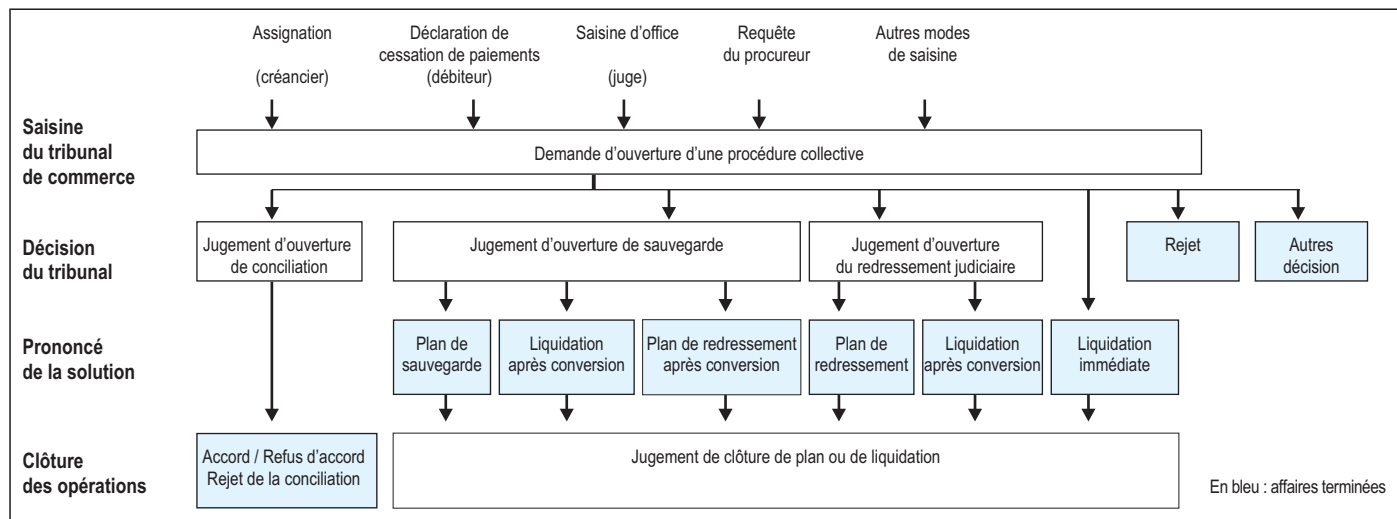 Assignation
(créancier)
Déclaration de
cessation de paiements
(débiteur)
Saisine d'office
(juge)
Requête
du procureur
Autres modes
de saisine
Saisine
du tribunal
de commerce
Demande d'ouverture d'une procédure collective
Décision
du tribunal
Jugement d'ouverture
de conciliation
Jugement d'ouverture de sauvegarde
Jugement d'ouverture
du redressement judiciaire
Rejet
Autres
décision
Prononcé
de la solution
Plan de
sauvegarde
Liquidation
après conversion
Plan de redressement
après conversion
Plan de
redressement
Liquidation
après conversion
Liquidation
immédiate
Clôture
des opérations
Accord / Refus d'accord
Rejet de la conciliation
Jugement de clôture de plan ou de liquidation
En bleu : affaires terminées